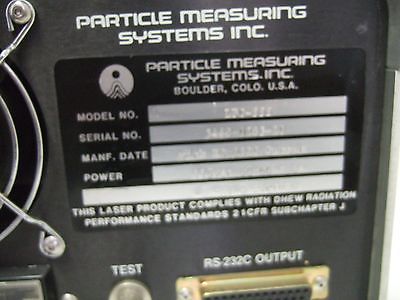 PARTICLE MEASURING
SYSTEMS INC.
PARTICLE MEASURING
SYSTEMS, INC.
BOULDER, COLO. U.S.A.
MODEL NO.
SERIAL NO.
MANF. DATE
POWER
THIS LASER PRODUCT COMPLIES WITH DHEW RADIATION
PERFORMANCE STANDARDS 21CFR SUBCHAPTER J
TEST
RS-232C OUTPUT